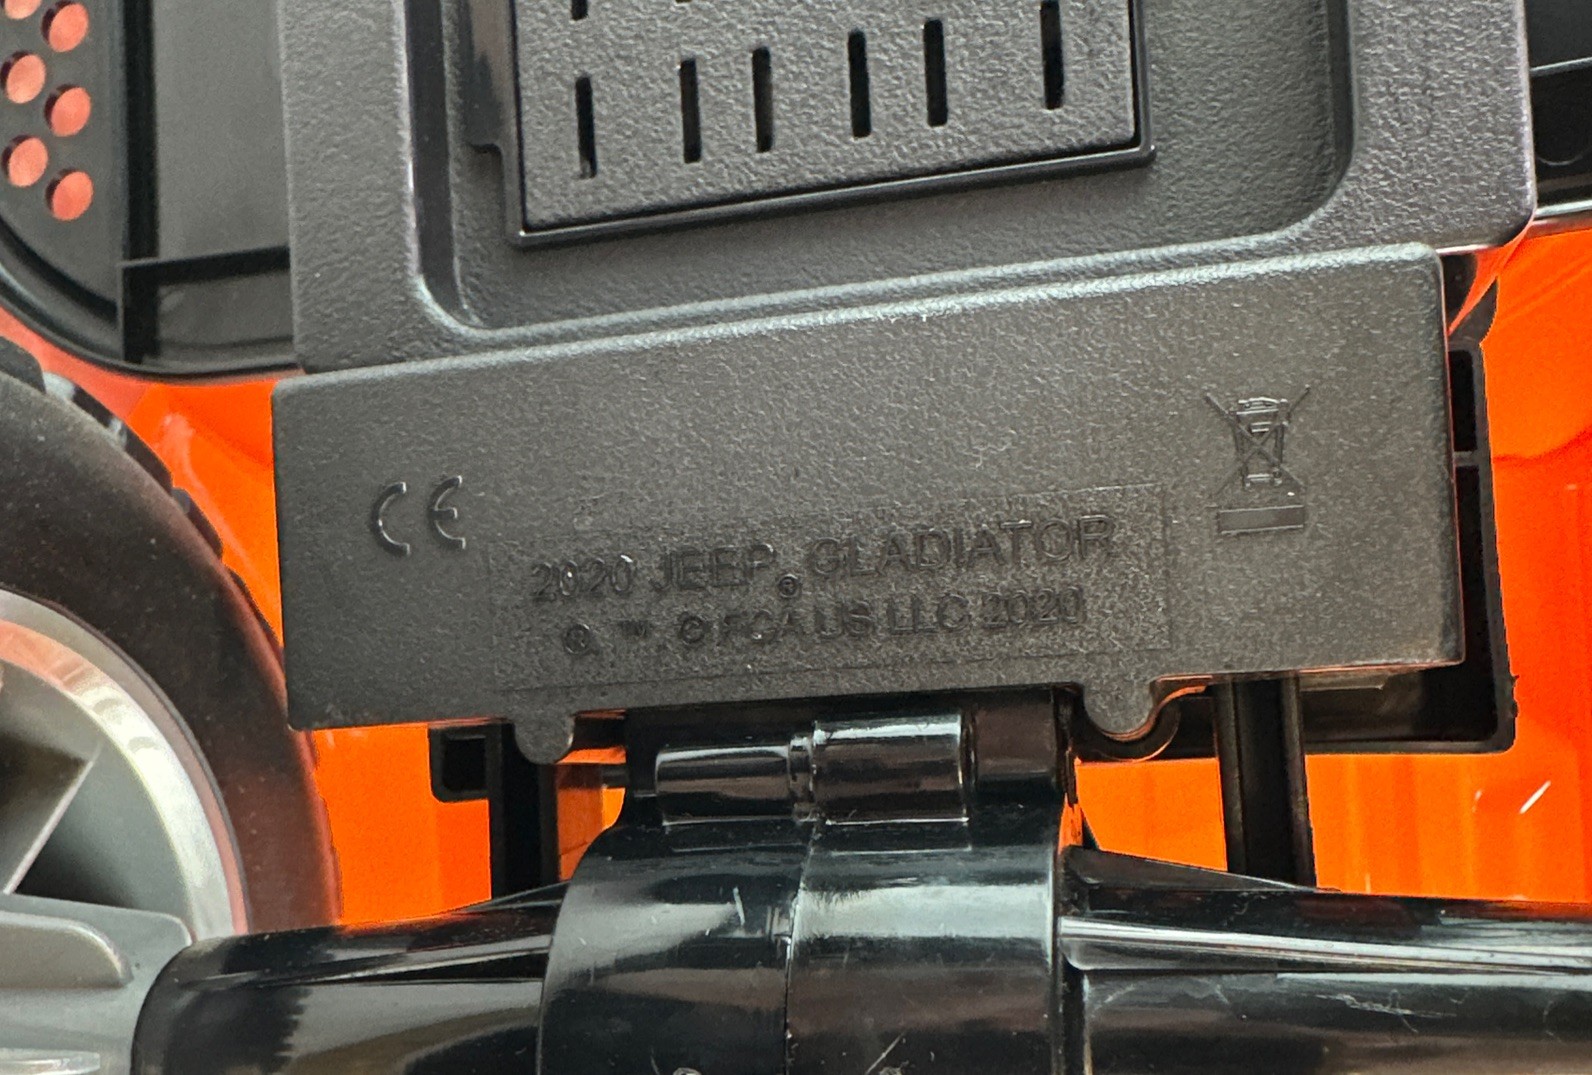 CE
2020 JEEP® GLADIATOR
® ™ © FCA US LLC 2020